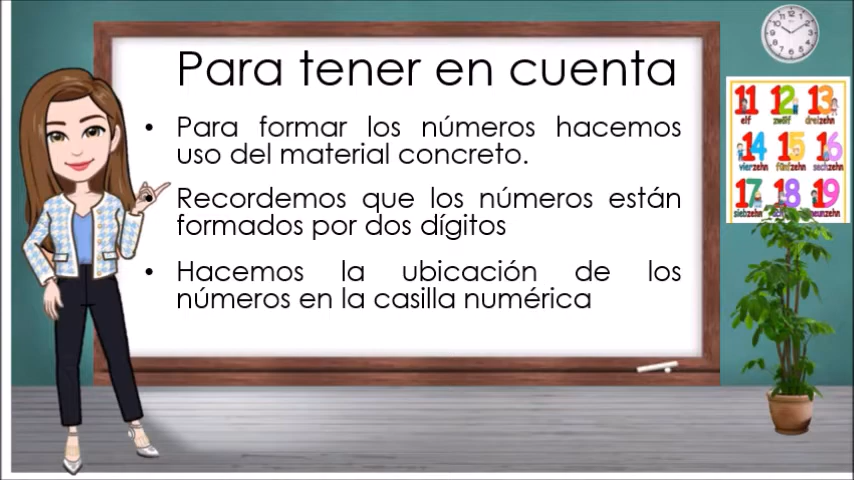 Para tener en cuenta
• Para formar los números hacemos
uso del material concreto.
Recordemos que los números están
formados por dos dígitos
• Hacemos la ubicación de los
números en la casilla numérica
11 12 13
elf zwölf dreizehn
14 15 16
vierzehn fünfzehn sechzehn
17 18 19
siebzehn neunzehn